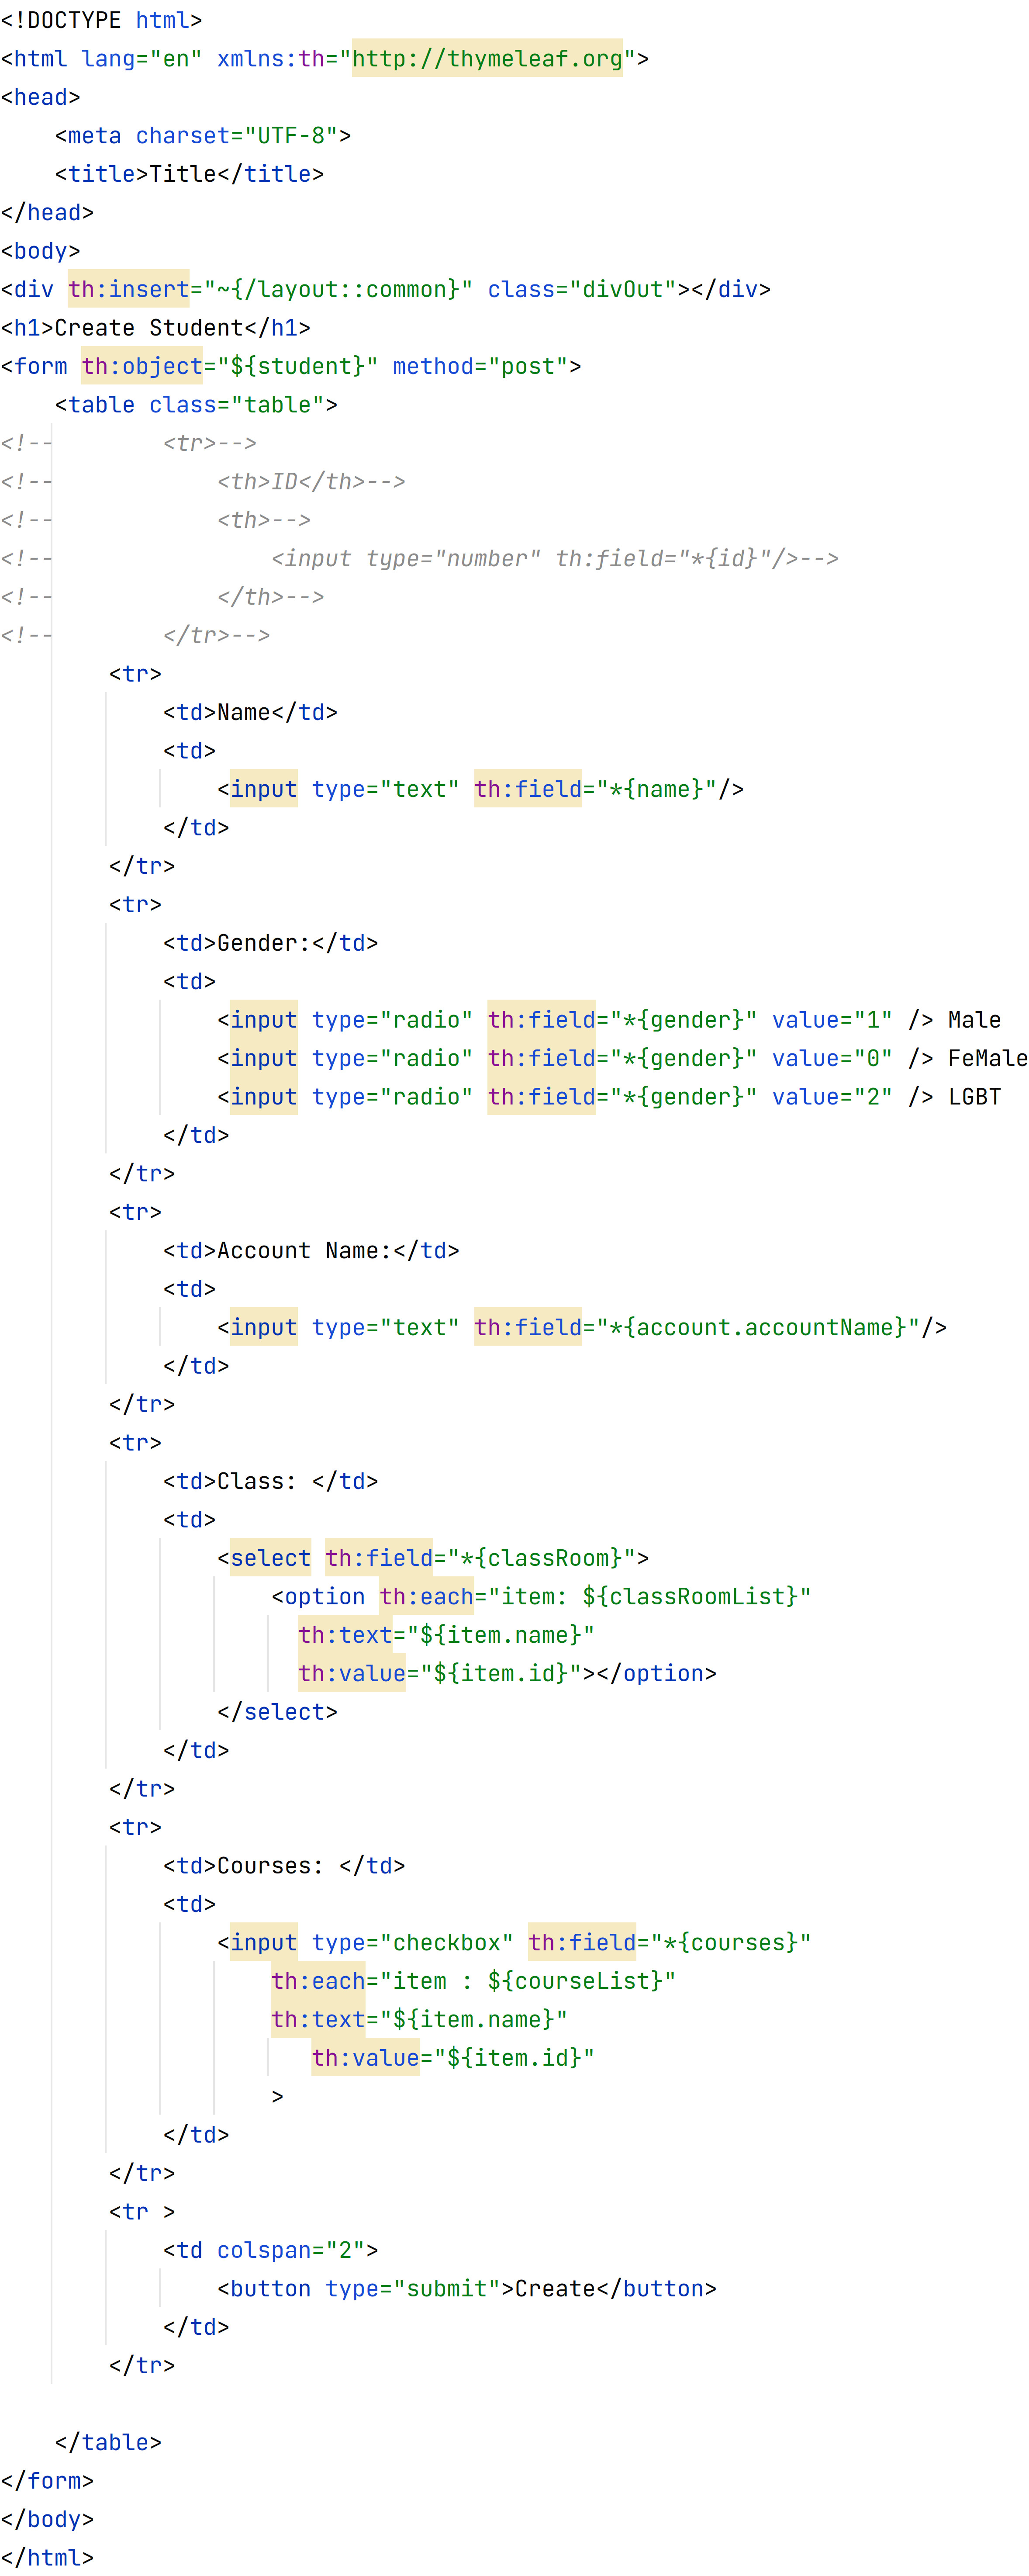 <!DOCTYPE html>
<html lang="en" xmlns:th="http://thymeleaf.org">
<head>
    <meta charset="UTF-8">
    <title>Title</title>
</head>
<body>
<div th:insert="~{/layout::common}" class="divOut"></div>
<h1>Create Student</h1>
<form th:object="${student}" method="post">
    <table class="table">
<!--        <tr>-->
<!--            <th>ID</th>-->
<!--            <th>-->
<!--                <input type="number" th:field="*{id}"/>-->
<!--            </th>-->
<!--        </tr>-->
        <tr>
            <td>Name</td>
            <td>
                <input type="text" th:field="*{name}"/>
            </td>
        </tr>
        <tr>
            <td>Gender:</td>
            <td>
                <input type="radio" th:field="*{gender}" value="1" /> Male
                <input type="radio" th:field="*{gender}" value="0" /> FeMale
                <input type="radio" th:field="*{gender}" value="2" /> LGBT
            </td>
        </tr>
        <tr>
            <td>Account Name:</td>
            <td>
                <input type="text" th:field="*{account.accountName}"/>
            </td>
        </tr>
        <tr>
            <td>Class: </td>
            <td>
                <select th:field="*{classRoom}">
                    <option th:each="item: ${classRoomList}"
                      th:text="${item.name}"
                      th:value="${item.id}"></option>
                </select>
            </td>
        </tr>
        <tr>
            <td>Courses: </td>
            <td>
                <input type="checkbox" th:field="*{courses}"
                    th:each="item : ${courseList}"
                    th:text="${item.name}"
                       th:value="${item.id}"
                    >
            </td>
        </tr>
        <tr >
            <td colspan="2">
                <button type="submit">Create</button>
            </td>
        </tr>

    </table>
</form>
</body>
</html>